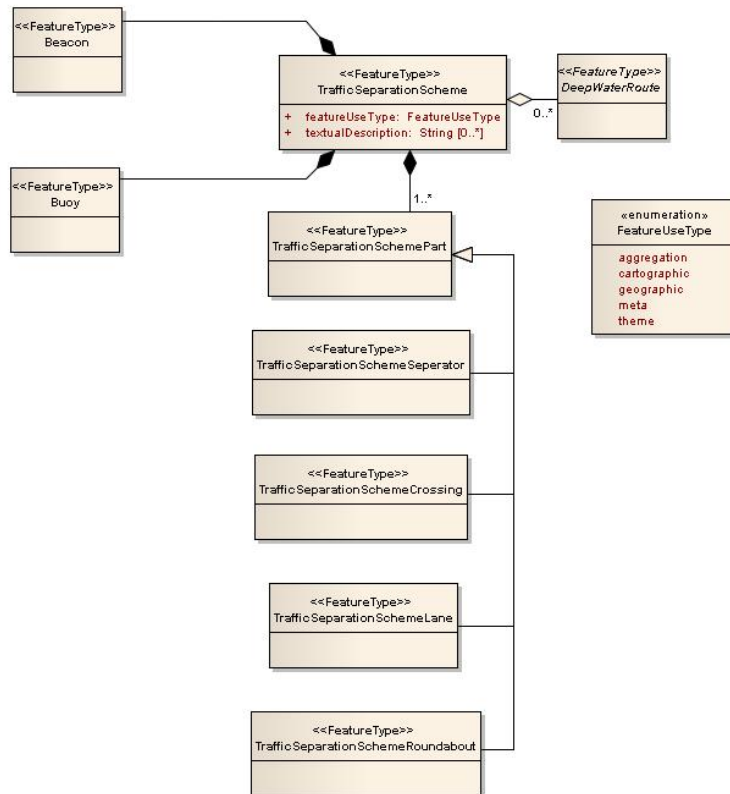 <<FeatureType>>
Beacon
<<FeatureType>>
TrafficSeparationScheme
+ featureUseType: FeatureUseType
+ textualDescription: String [0..*]
<<FeatureType>>
DeepWaterRoute
0..*
<<FeatureType>>
Buoy
1..*
<<FeatureType>>
TrafficSeparationSchemePart
«enumeration»
FeatureUseType
aggregation
cartographic
geographic
meta
theme
<<FeatureType>>
TrafficSeparationSchemeSeperator
<<FeatureType>>
TrafficSeparationSchemeCrossing
<<FeatureType>>
TrafficSeparationSchemeLane
<<FeatureType>>
TrafficSeparationSchemeRoundabout